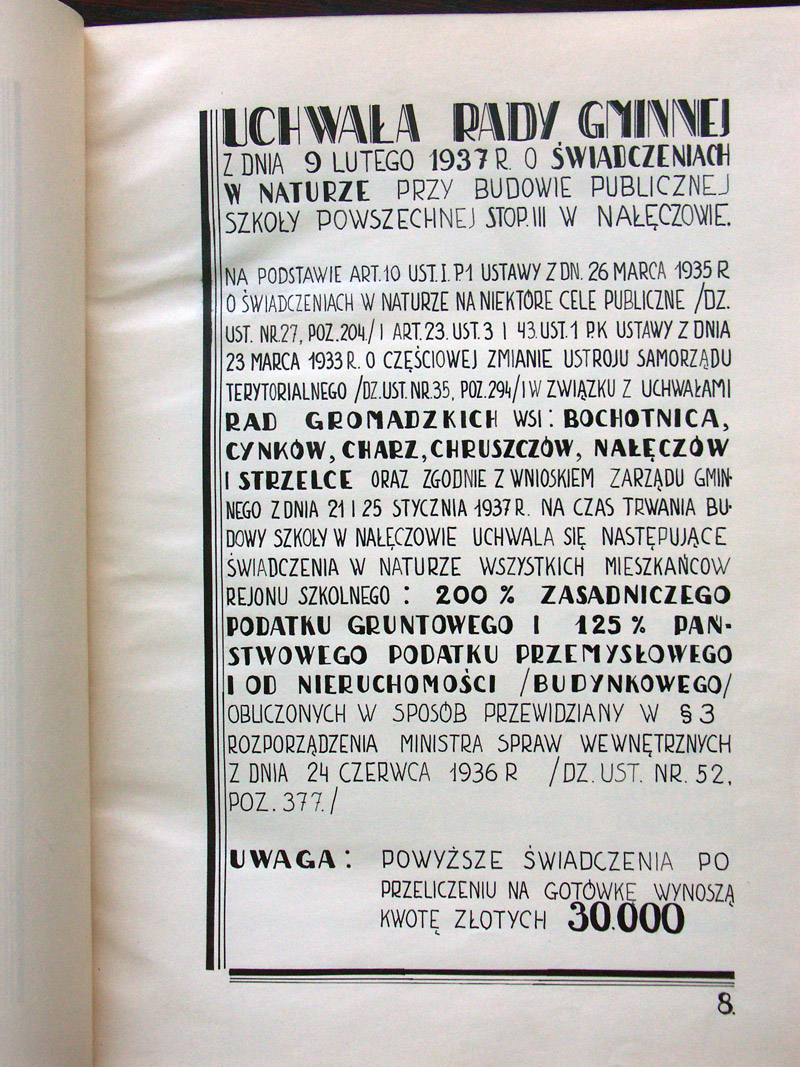 UCHWAŁA RADY GMINNEJ
Z DNIA 9 LUTEGO 1937 R. O ŚWIADCZENIACH
W NATURZE PRZY BUDOWIE PUBLICZNEJ
SZKOŁY POWSZECHNEJ STOP. III W NAŁĘCZOWIE.
NA PODSTAWIE ART. 10 UST. I. P1 USTAWY Z DN. 26 MARCA 1935 R
O ŚWIADCZENIACH W NATURZE NA NIEKTÓRE CELE PUBLICZNE /DZ.
UST. NR. 27, POZ. 204/ I ART. 23. UST. 3 I 43. UST. 1 P.K USTAWY Z DNIA
23 MARCA 1933 R. O CZĘŚCIOWEJ ZMIANIE USTROJU SAMORZĄDU
TERYTORIALNEGO /DZ. UST. NR. 35, POZ. 294/ I W ZWIĄZKU Z UCHWAŁAMI
RAD GROMADZKICH WSI: BOCHOTNICA,
CYNKÓW, CHARZ, CHRUSZCZÓW, NAŁĘCZÓW
I STRZELCE ORAZ ZGODNIE Z WNIOSKIEM ZARZĄDU GMIN-
NEGO Z DNIA 21 I 25 STYCZNIA 1937 R. NA CZAS TRWANIA BU-
DOWY SZKOŁY W NAŁĘCZOWIE UCHWALA SIĘ NASTĘPUJĄCE
ŚWIADCZENIA W NATURZE WSZYSTKICH MIESZKAŃCOW
REJONU SZKOLNEGO: 200 % ZASADNICZEGO
PODATKU GRUNTOWEGO I 125 % PAŃ-
STWOWEGO PODATKU PRZEMYSŁOWEGO
I OD NIERUCHOMOŚCI /BUDYNKOWEGO/
OBLICZONYCH W SPOSÓB PRZEWIDZIANY W § 3
ROZPORZĄDZENIA MINISTRA SPRAW WEWNĘTRZNYCH
Z DNIA 24 CZERWCA 1936 R /DZ. UST. NR. 52,
POZ. 377./
UWAGA: POWYŻSZE ŚWIADCZENIA PO
PRZELICZENIU NA GOTÓWKĘ WYNOSZĄ
KWOTĘ ZŁOTYCH 30.000
8.